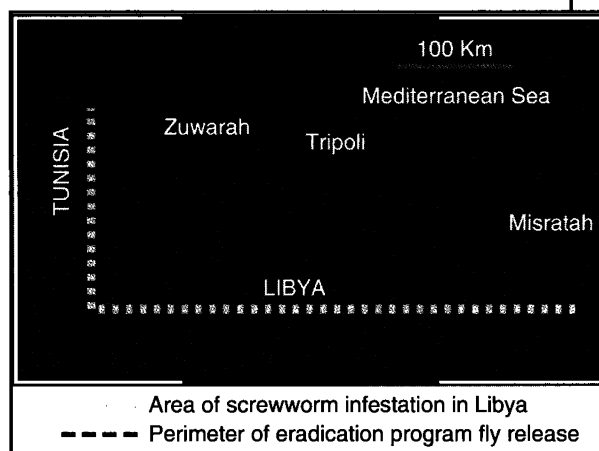 100 Km
Mediterranean Sea
Zuwarah
Tripoli
TUNISIA
Misratah
LIBYA
Area of screwworm infestation in Libya
Perimeter of eradication program fly release